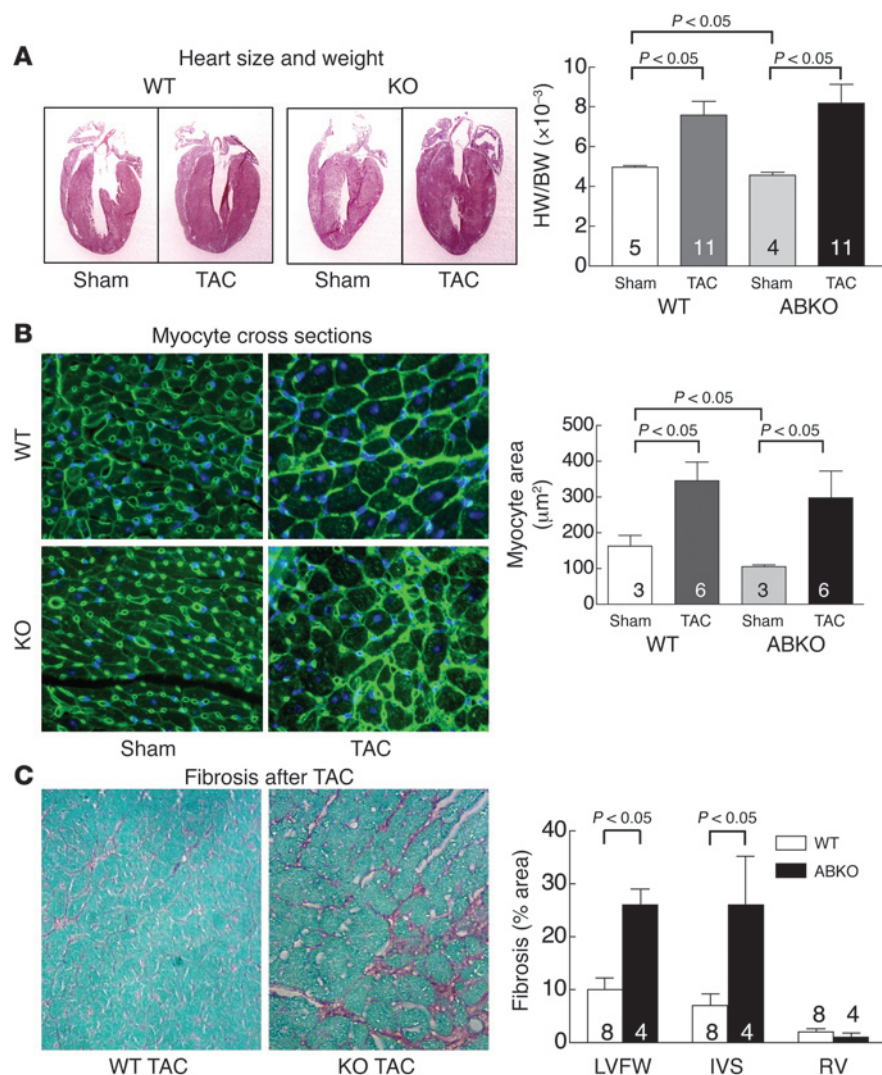 A
Heart size and weight
WT
KO
Sham
TAC
Sham
TAC
P < 0.05
P < 0.05
P < 0.05
HW/BW (×10⁻³)
10
8
6
4
2
0
5
11
4
11
Sham
TAC
Sham
TAC
WT
ABKO
B
Myocyte cross sections
WT
KO
Sham
TAC
P < 0.05
P < 0.05
P < 0.05
Myocyte area
(μm²)
500
400
300
200
100
0
3
6
3
6
Sham
TAC
Sham
TAC
WT
ABKO
C
Fibrosis after TAC
WT TAC
KO TAC
P < 0.05
P < 0.05
WT
ABKO
Fibrosis (% area)
40
30
20
10
0
8
4
8
4
8
4
LVFW
IVS
RV